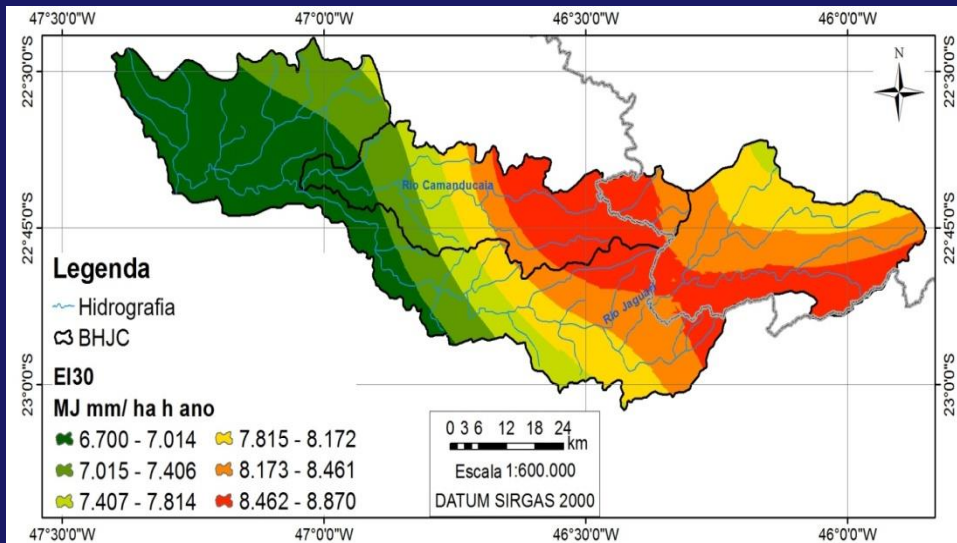 47°30'0"S
47°00'0"S
46°30'0"S
46°00'0"S
22°30'0"S
22°30'0"S
N
Rio Camanducaia
22°45'0"S
22°45'0"S
Rio Jaguari
Legenda
Hidrografia
BHJC
23°0'0"S
23°0'0"S
EI30
MJ mm/ ha h ano
6.700 - 7.014
7.815 - 8.172
7.015 - 7.406
8.173 - 8.461
7.407 - 7.814
8.462 - 8.870
0 3 6 12 18 24
km
Escala 1:600.000
DATUM SIRGAS 2000
47°30'0"S
47°00'0"S
46°30'0"S
46°00'0"S